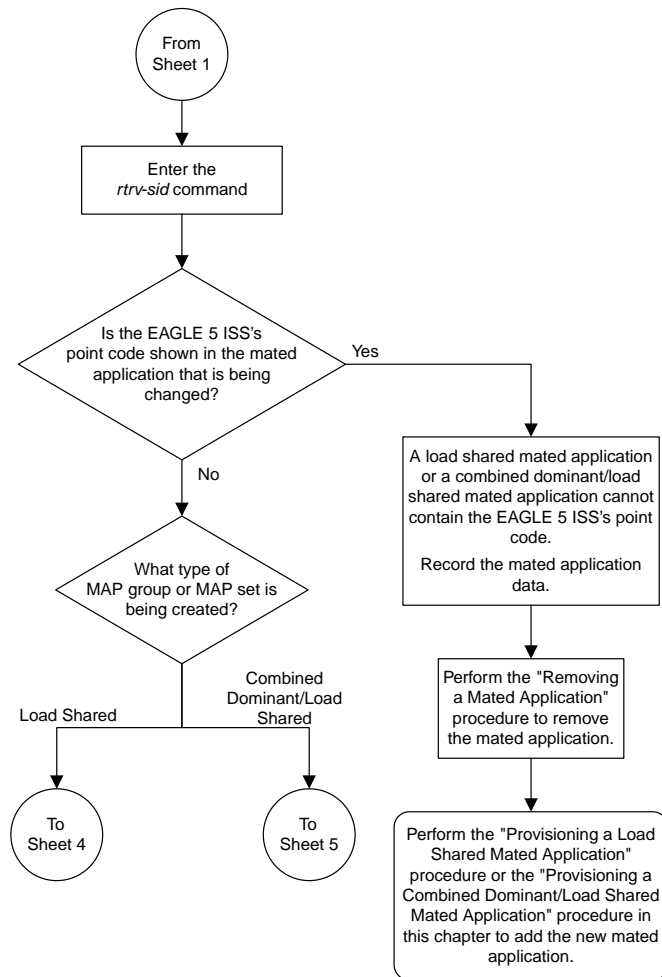 From
Sheet 1
Enter the
rtrv-sid command
Is the EAGLE 5 ISS's
point code shown in the mated
application that is being
changed?
Yes
No
A load shared mated application
or a combined dominant/load
shared mated application cannot
contain the EAGLE 5 ISS's point
code.
Record the mated application
data.
What type of
MAP group or MAP set is
being created?
Perform the "Removing
a Mated Application"
procedure to remove
the mated application.
Load Shared
Combined
Dominant/Load
Shared
To
Sheet 4
To
Sheet 5
Perform the "Provisioning a Load
Shared Mated Application"
procedure or the "Provisioning a
Combined Dominant/Load Shared
Mated Application" procedure in
this chapter to add the new mated
application.